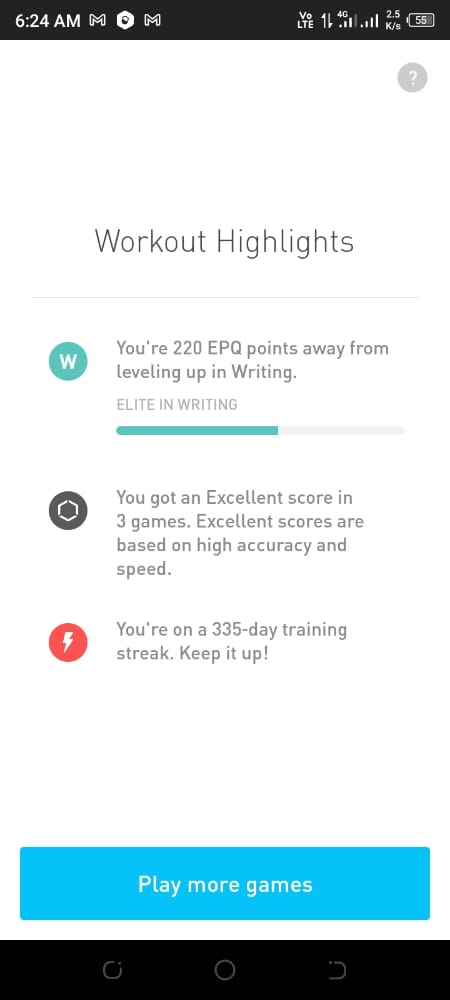 6:24 AM Vo LTE 4G 2.5 K/s 55
?
Workout Highlights
W
You're 220 EPQ points away from
leveling up in Writing.
ELITE IN WRITING
You got an Excellent score in
3 games. Excellent scores are
based on high accuracy and
speed.
You're on a 335-day training
streak. Keep it up!
Play more games